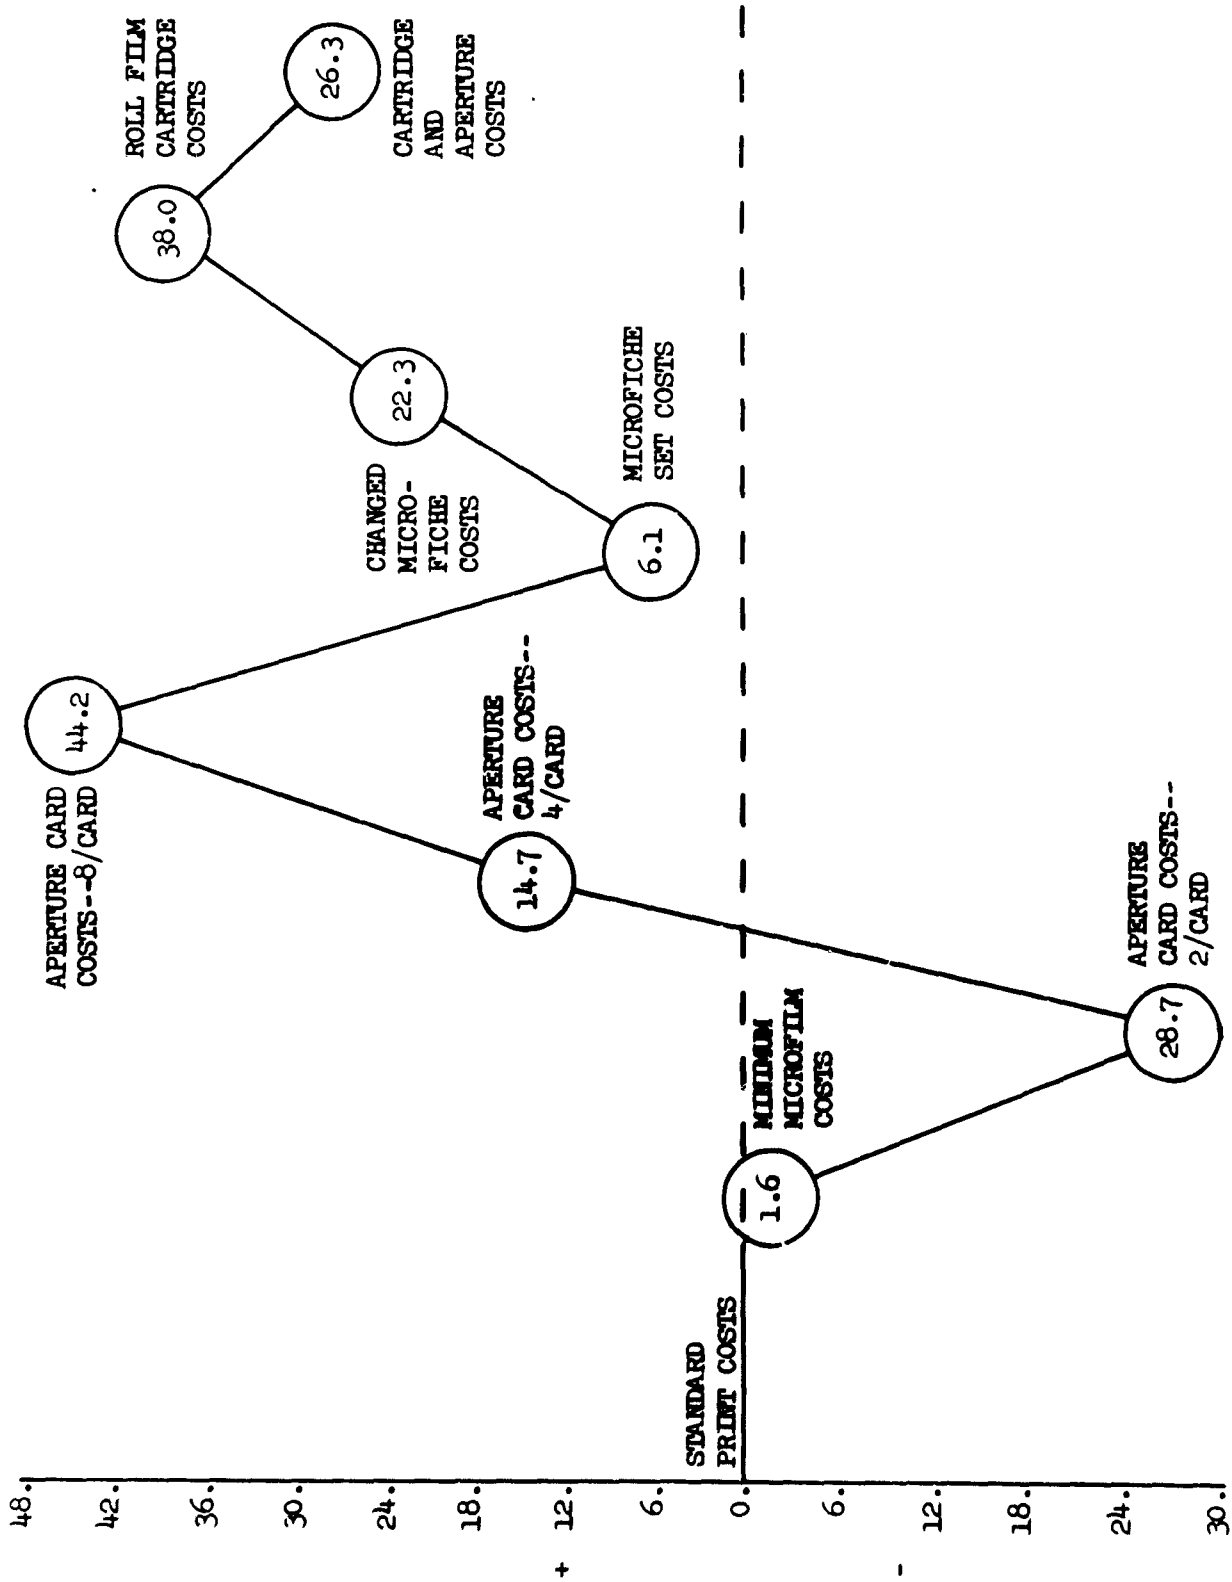 48.
42.
36.
30.
24.
18.
12.
6.
0.
6.
12.
18.
24.
30.
+
-
STANDARD
PRINT COSTS
1.6
MINIMUM
MICROFILM
COSTS
28.7
APERTURE
CARD COSTS--
2/CARD
14.7
APERTURE
CARD COSTS--
4/CARD
44.2
APERTURE CARD
COSTS--8/CARD
6.1
MICROFICHE
SET COSTS
22.3
CHANGED
MICRO-
FICHE
COSTS
38.0
ROLL FILM
CARTRIDGE
COSTS
26.3
CARTRIDGE
AND
APERTURE
COSTS